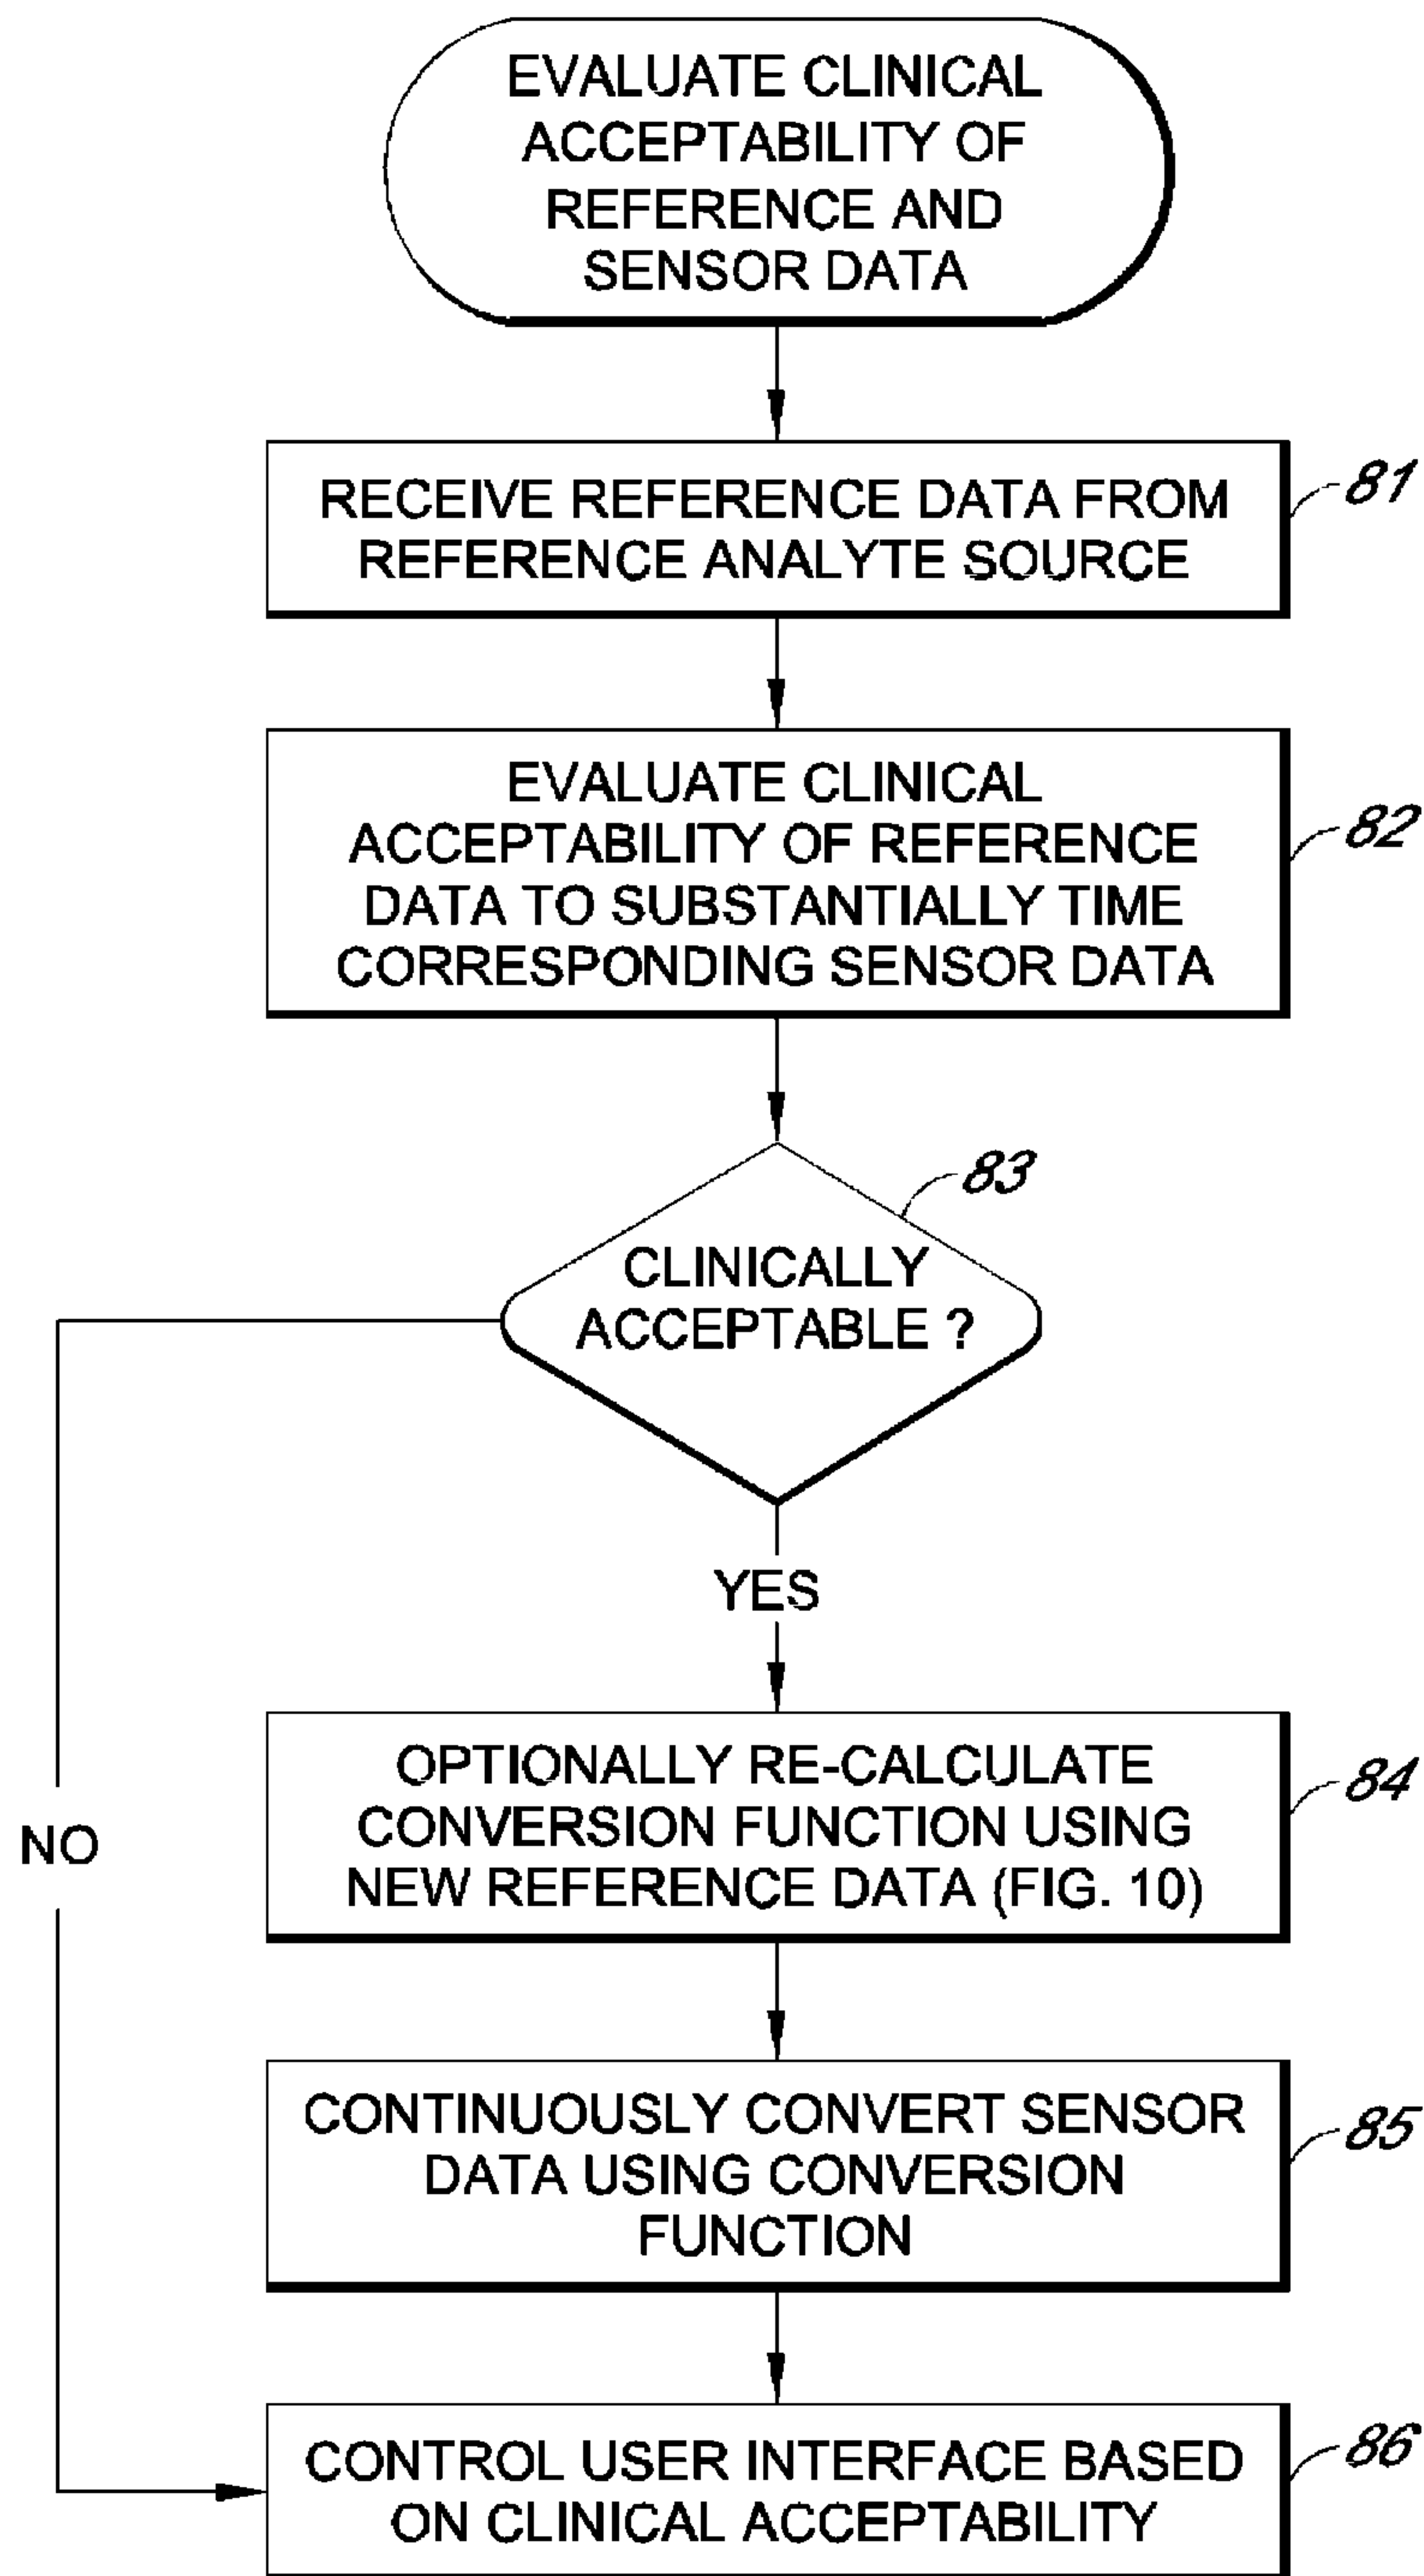 EVALUATE CLINICAL
ACCEPTABILITY OF
REFERENCE AND
SENSOR DATA
RECEIVE REFERENCE DATA FROM
REFERENCE ANALYTE SOURCE
81
EVALUATE CLINICAL
ACCEPTABILITY OF REFERENCE
DATA TO SUBSTANTIALLY TIME
CORRESPONDING SENSOR DATA
82
83
CLINICALLY
ACCEPTABLE ?
YES
NO
OPTIONALLY RE-CALCULATE
CONVERSION FUNCTION USING
NEW REFERENCE DATA (FIG. 10)
84
CONTINUOUSLY CONVERT SENSOR
DATA USING CONVERSION
FUNCTION
85
CONTROL USER INTERFACE BASED
ON CLINICAL ACCEPTABILITY
86